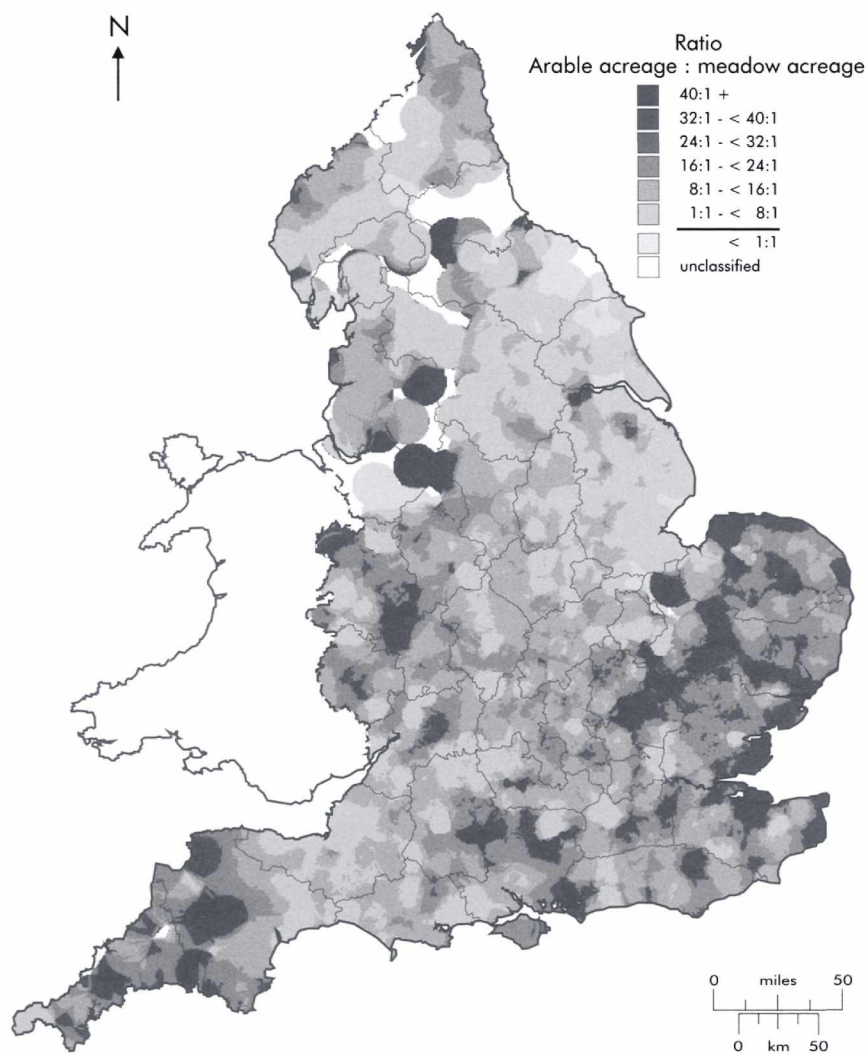 N
Ratio
Arable acreage : meadow acreage
40:1 +
32:1 - < 40:1
24:1 - < 32:1
16:1 - < 24:1
8:1 - < 16:1
1:1 - < 8:1
< 1:1
unclassified
0 miles 50
0 km 50